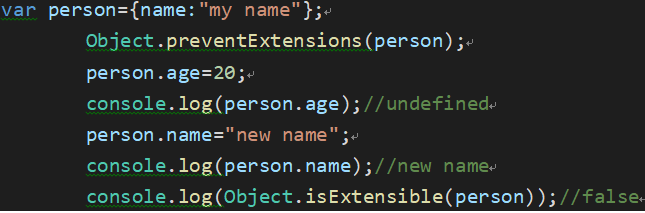 var person={name:"my name"};
Object.preventExtensions(person);
person.age=20;
console.log(person.age);//undefined
person.name="new name";
console.log(person.name);//new name
console.log(Object.isExtensible(person));//false